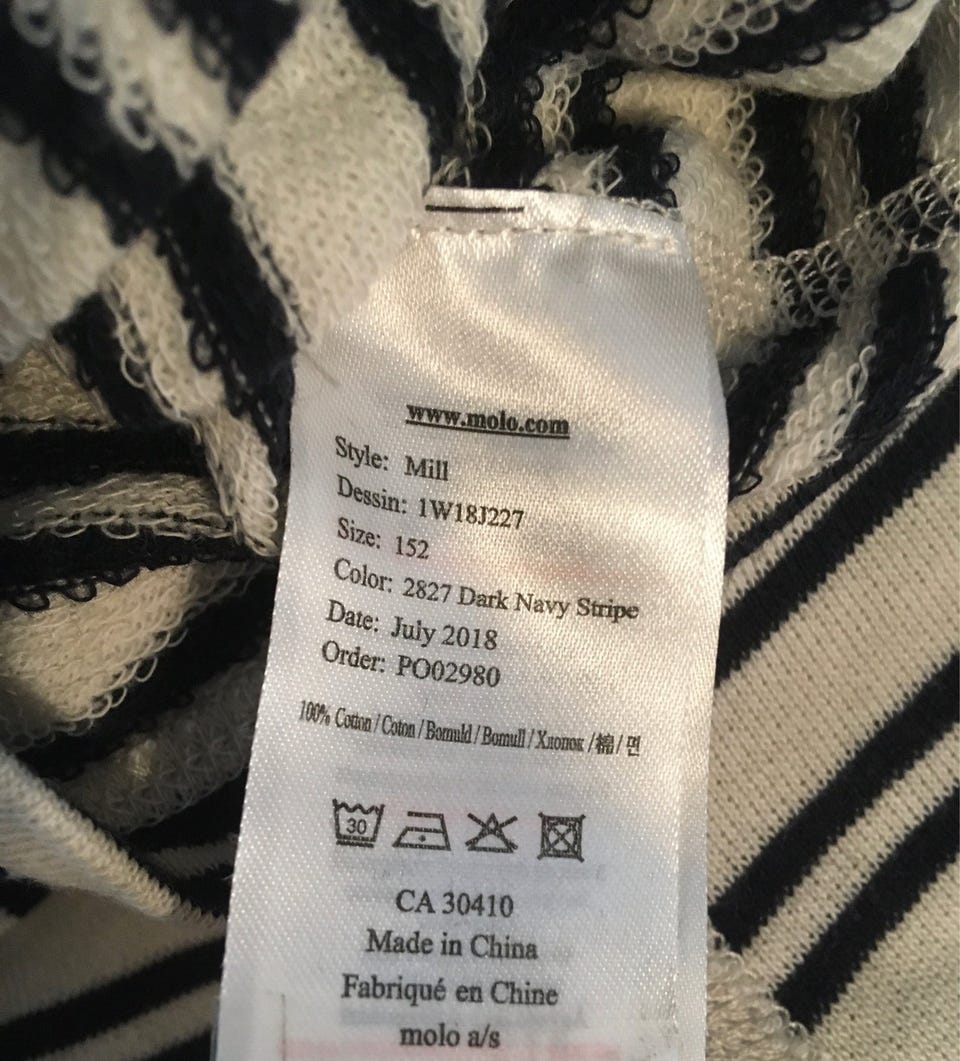 www.molo.com
Style: Mill
Dessin: 1W18J227
Size: 152
Color: 2827 Dark Navy Stripe
Date: July 2018
Order: PO02980
100% Cotton / Coton / Bomuld / Bomull / Хлопок / 棉 / 면
30
CA 30410
Made in China
Fabriqué en Chine
molo a/s